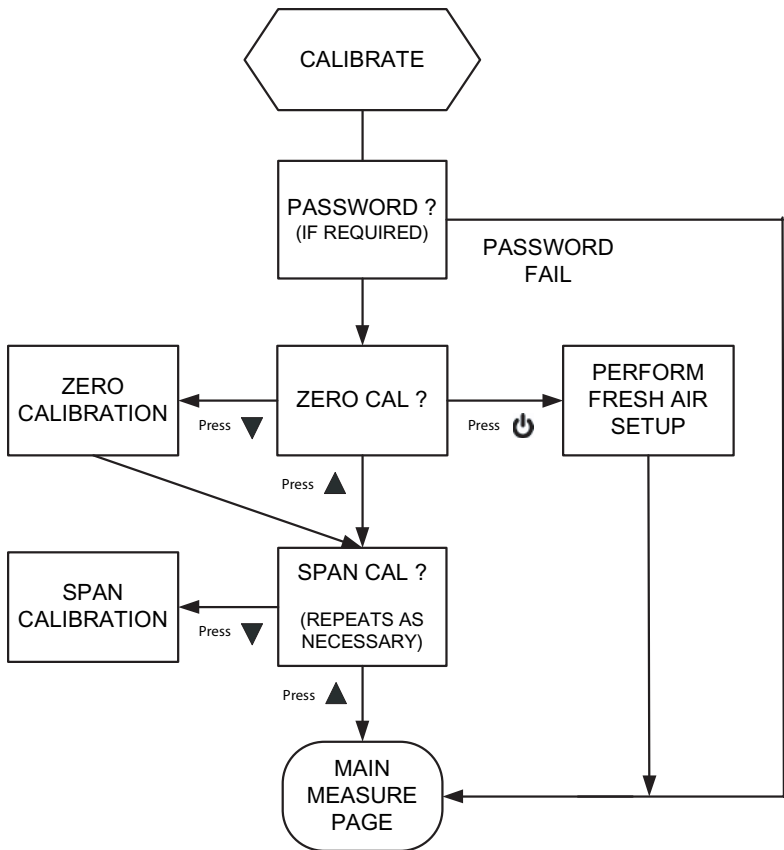 CALIBRATE
PASSWORD ?
(IF REQUIRED)
PASSWORD
FAIL
ZERO
CALIBRATION
Press
ZERO CAL ?
Press
PERFORM
FRESH AIR
SETUP
Press
SPAN
CALIBRATION
Press
SPAN CAL ?
(REPEATS AS
NECESSARY)
Press
MAIN
MEASURE
PAGE